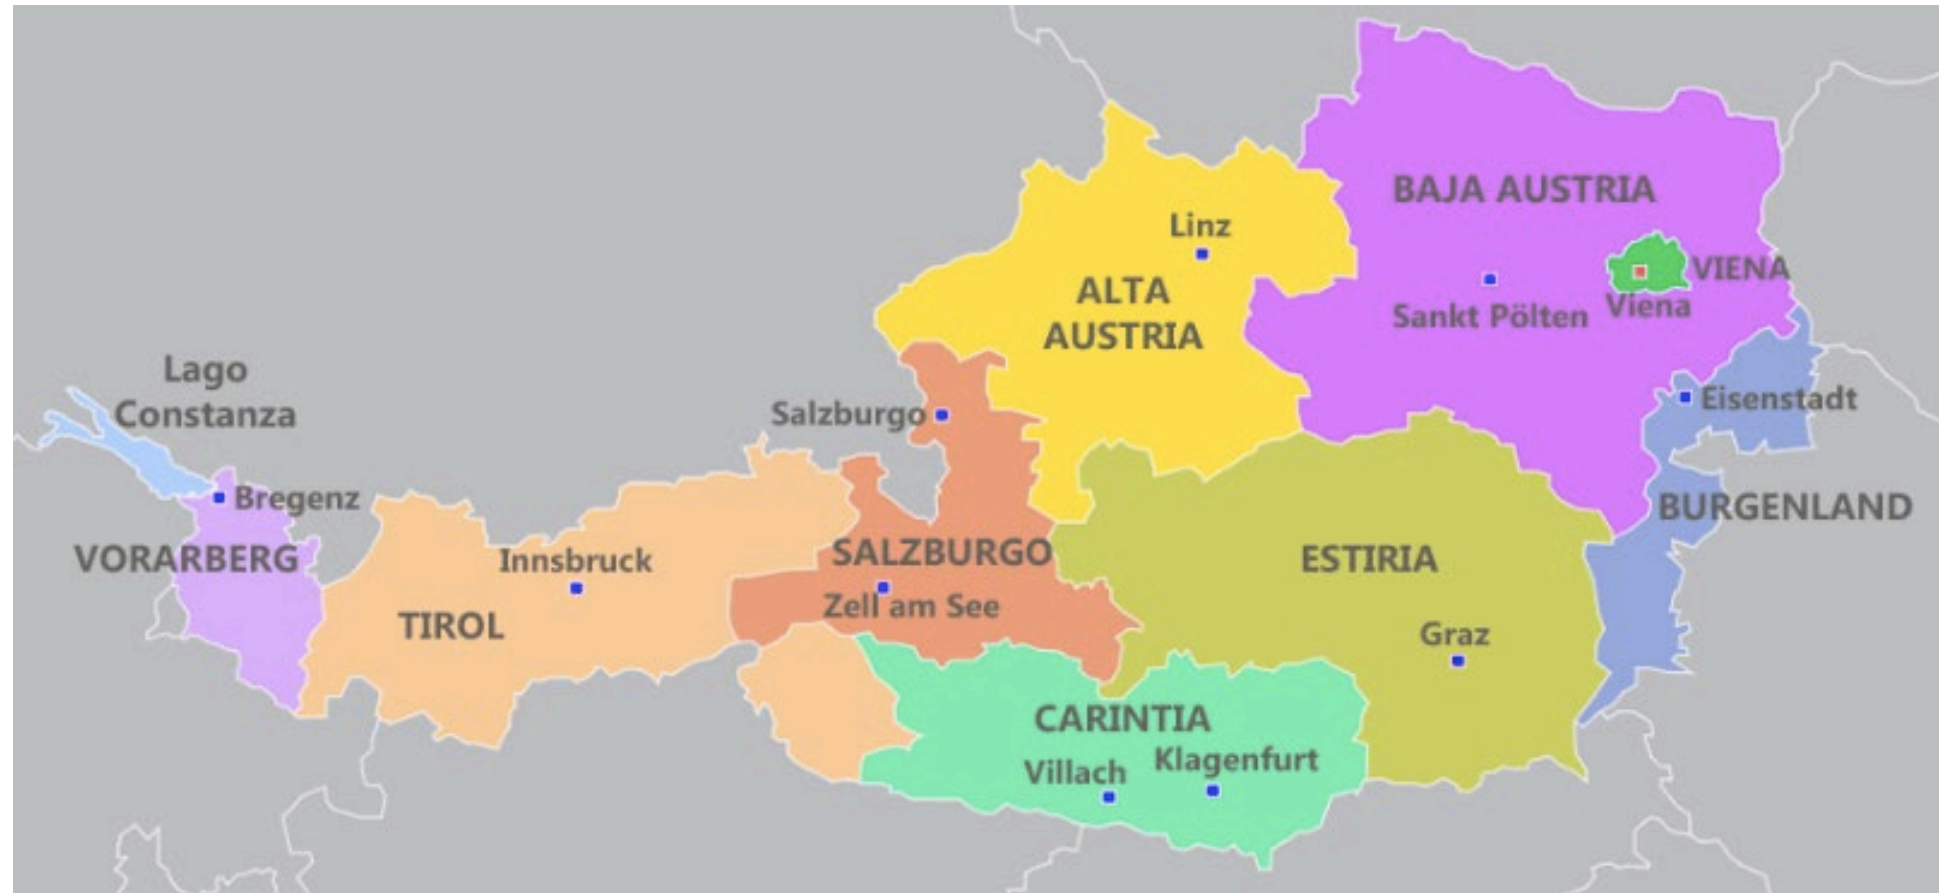 BAJA AUSTRIA
Linz
VIENA
ALTA
AUSTRIA
Viena
Sankt Pölten
Lago
Constanza
Salzburgo
Eisenstadt
Bregenz
BURGENLAND
VORARBERG
Innsbruck
SALZBURGO
ESTIRIA
Zell am See
TIROL
Graz
CARINTIA
Villach
Klagenfurt